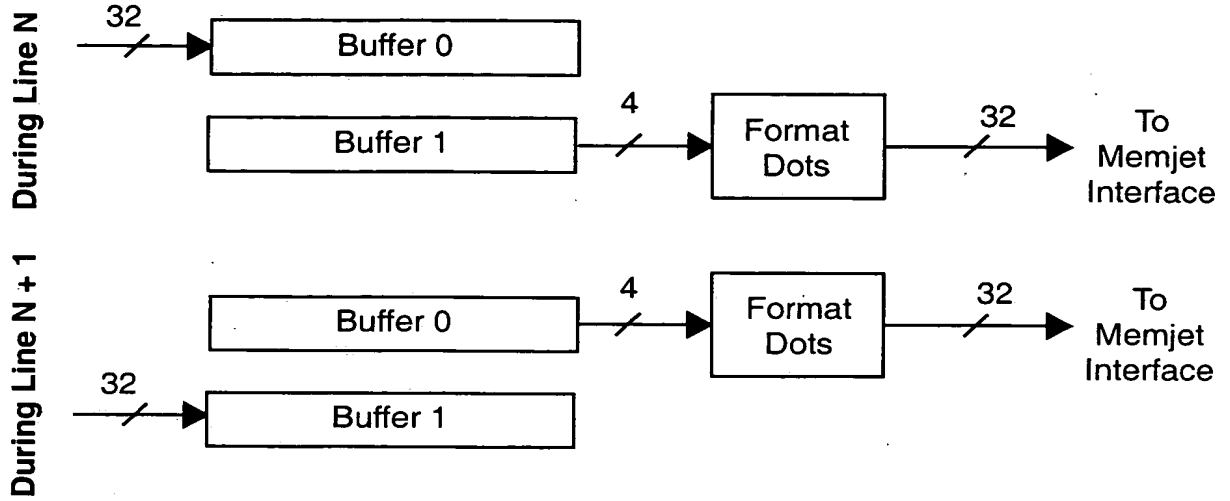 During Line N
32
Buffer 0
Buffer 1
4
Format
Dots
32
To
Memjet
Interface
During Line N + 1
Buffer 0
4
Format
Dots
32
To
Memjet
Interface
32
Buffer 1